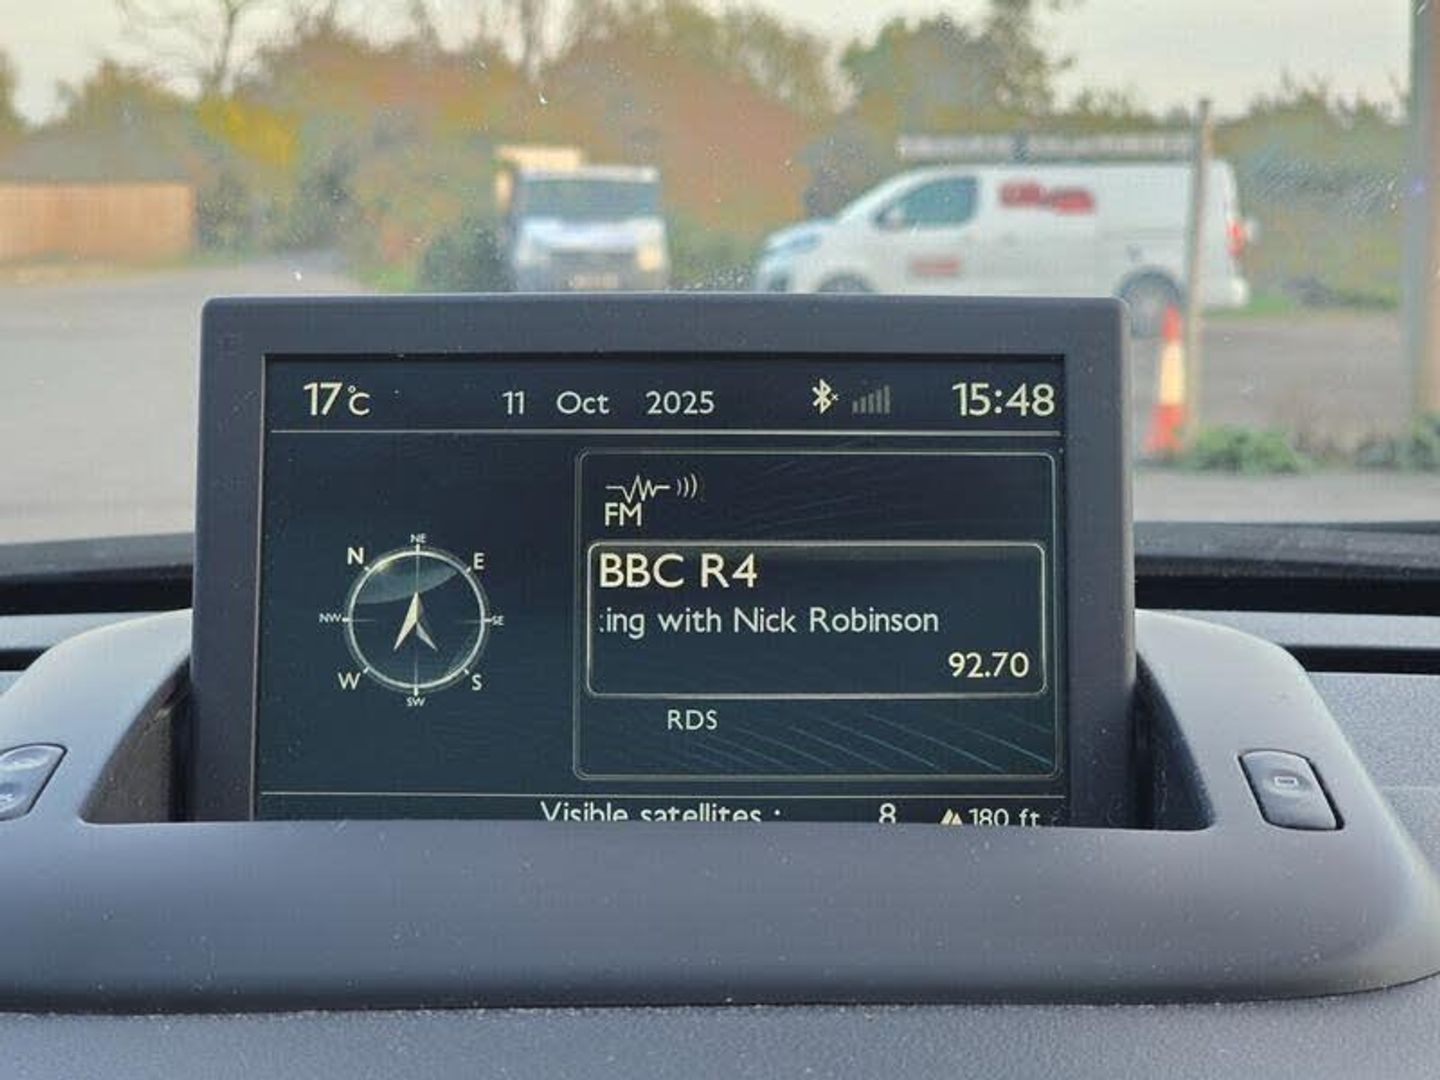 17°C 11 Oct 2025 15:48
FM
BBC R4
:ing with Nick Robinson
92.70
RDS
NE
N E
NW SE
W S
SW
Visible satellites : 8 180 ft